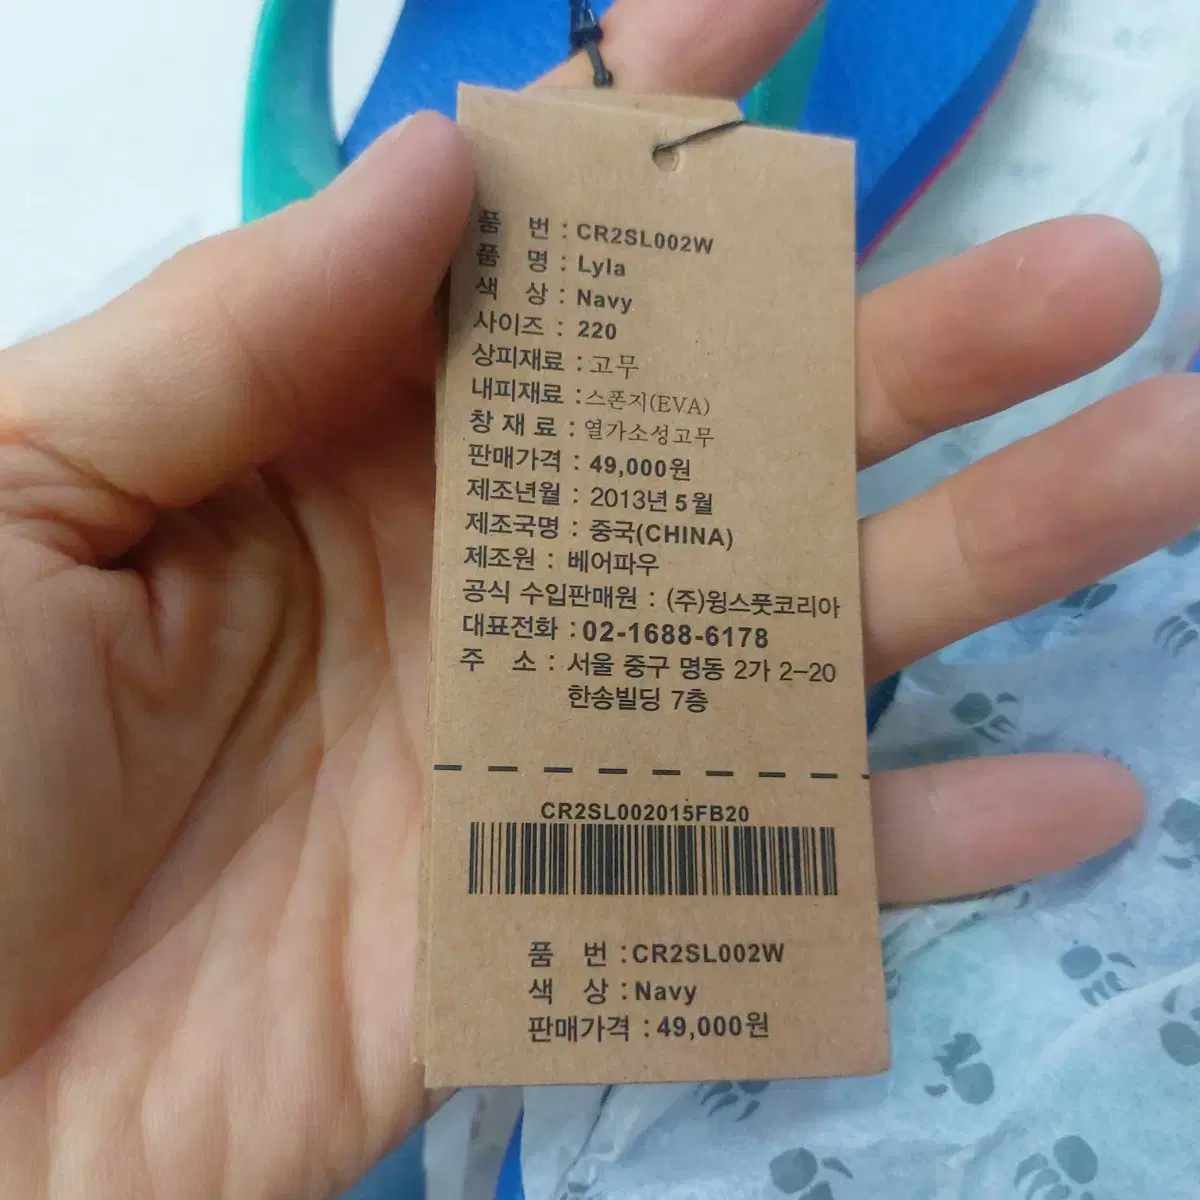 품 번 : CR2SL002W
품 명 : Lyla
색 상 : Navy
사이즈 : 220
상피재료 : 고무
내피재료 : 스폰지(EVA)
창 재 료 : 열가소성고무
판매가격 : 49,000원
제조년월 : 2013년 5월
제조국명 : 중국(CHINA)
제조원 : 베어파우
공식 수입판매원 : (주)윙스풋코리아
대표전화 : 02-1688-6178
주 소 : 서울 중구 명동 2가 2-20
한송빌딩 7층
CR2SL002015FB20
품 번 : CR2SL002W
색 상 : Navy
판매가격 : 49,000원